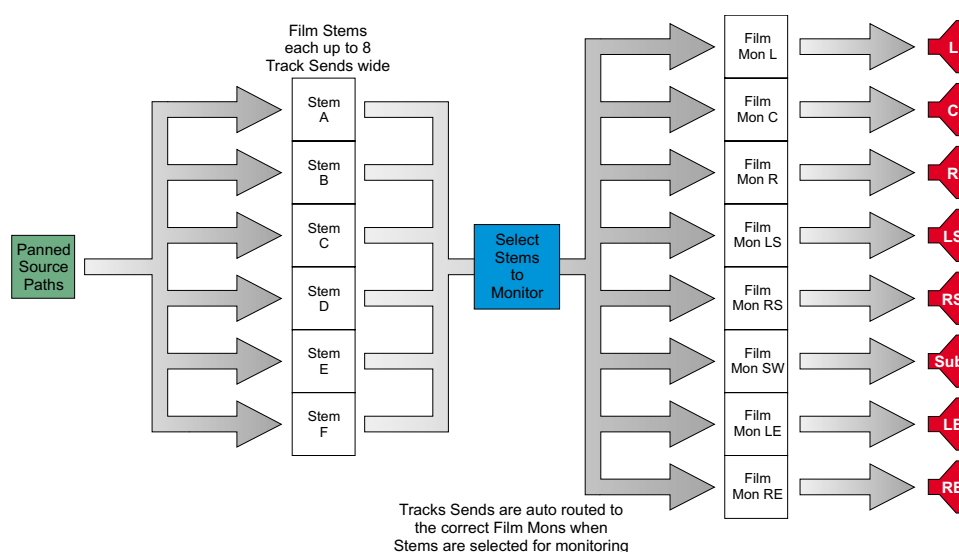 Film Stems
each up to 8
Track Sends wide
Stem
A
Stem
B
Stem
C
Stem
D
Stem
E
Stem
F
Panned
Source
Paths
Select
Stems
to
Monitor
Film
Mon L
Film
Mon C
Film
Mon R
Film
Mon LS
Film
Mon RS
Film
Mon SW
Film
Mon LE
Film
Mon RE
L
C
R
LS
RS
Sub
LE
RE
Tracks Sends are auto routed to
the correct Film Mons when
Stems are selected for monitoring